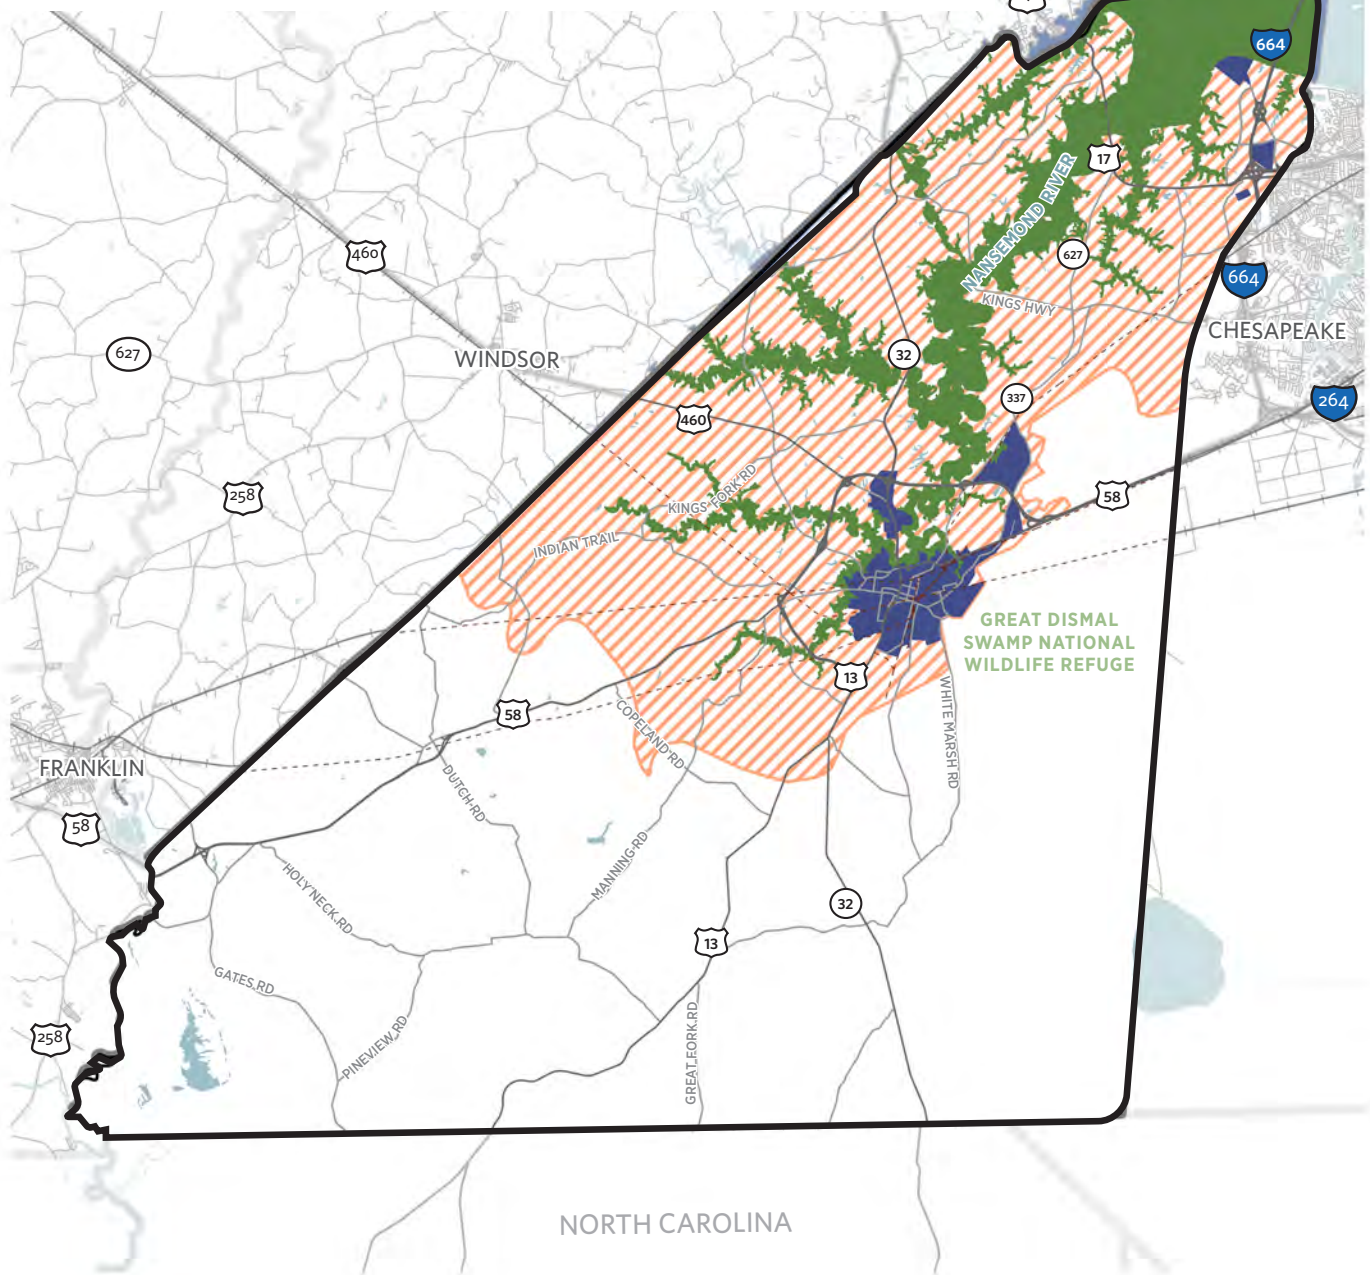 664
17
NANSEMOND RIVER
460
627
664
KINGS HWY
CHESAPEAKE
627
WINDSOR
32
337
264
460
258
KINGS FORK RD
58
INDIAN TRAIL
GREAT DISMAL
SWAMP NATIONAL
WILDLIFE REFUGE
13
58
WHITE MARSH RD
COPELAND RD
FRANKLIN
DUTCH RD
58
MANNING RD
HOLY NECK RD
32
13
GATES RD
258
PINEVIEW RD
GREAT FORK RD
NORTH CAROLINA